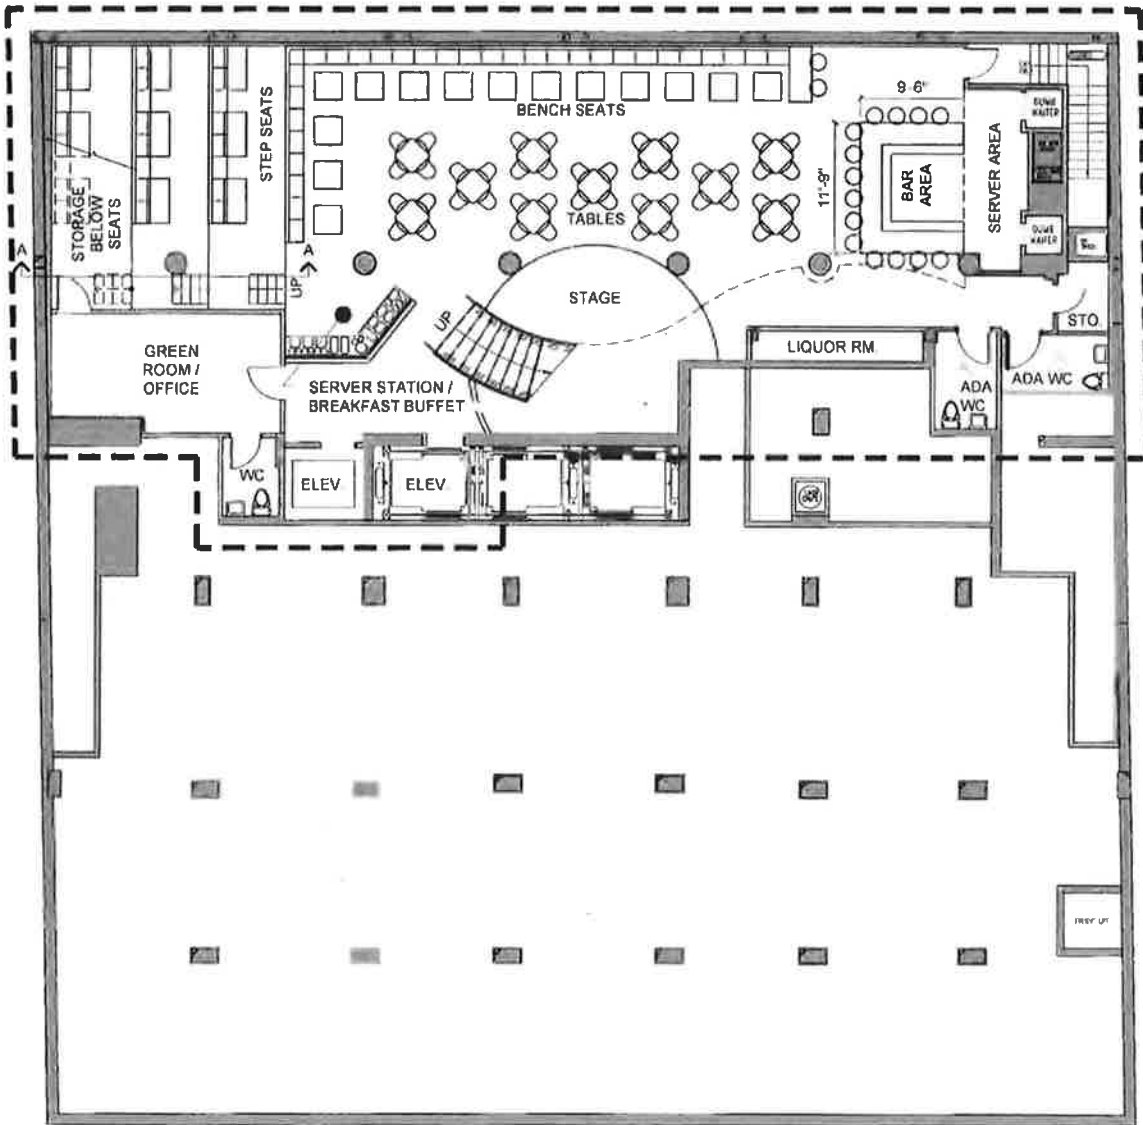 9'-6"
BENCH SEATS
STEP SEATS
DUMB
WAITER
SERVER AREA
11'-9"
BAR
AREA
STORAGE
BELOW
SEATS
TABLES
DUMB
WAITER
A
A
UP
STAGE
UP
STO.
LIQUOR RM
GREEN
ROOM /
OFFICE
SERVER STATION /
BREAKFAST BUFFET
ADA
WC
ADA WC
WC
ELEV
ELEV